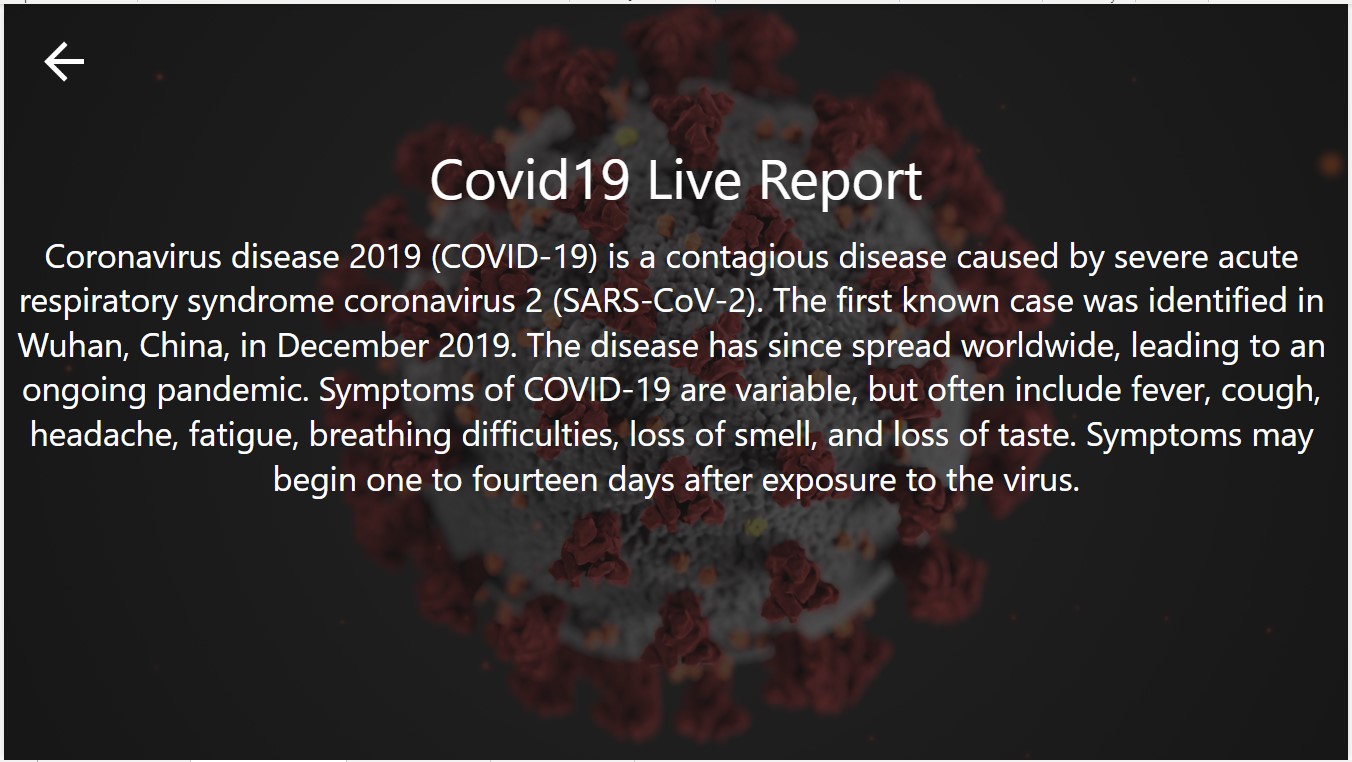 Covid19 Live Report
Coronavirus disease 2019 (COVID-19) is a contagious disease caused by severe acute
respiratory syndrome coronavirus 2 (SARS-CoV-2). The first known case was identified in
Wuhan, China, in December 2019. The disease has since spread worldwide, leading to an
ongoing pandemic. Symptoms of COVID-19 are variable, but often include fever, cough,
headache, fatigue, breathing difficulties, loss of smell, and loss of taste. Symptoms may
begin one to fourteen days after exposure to the virus.